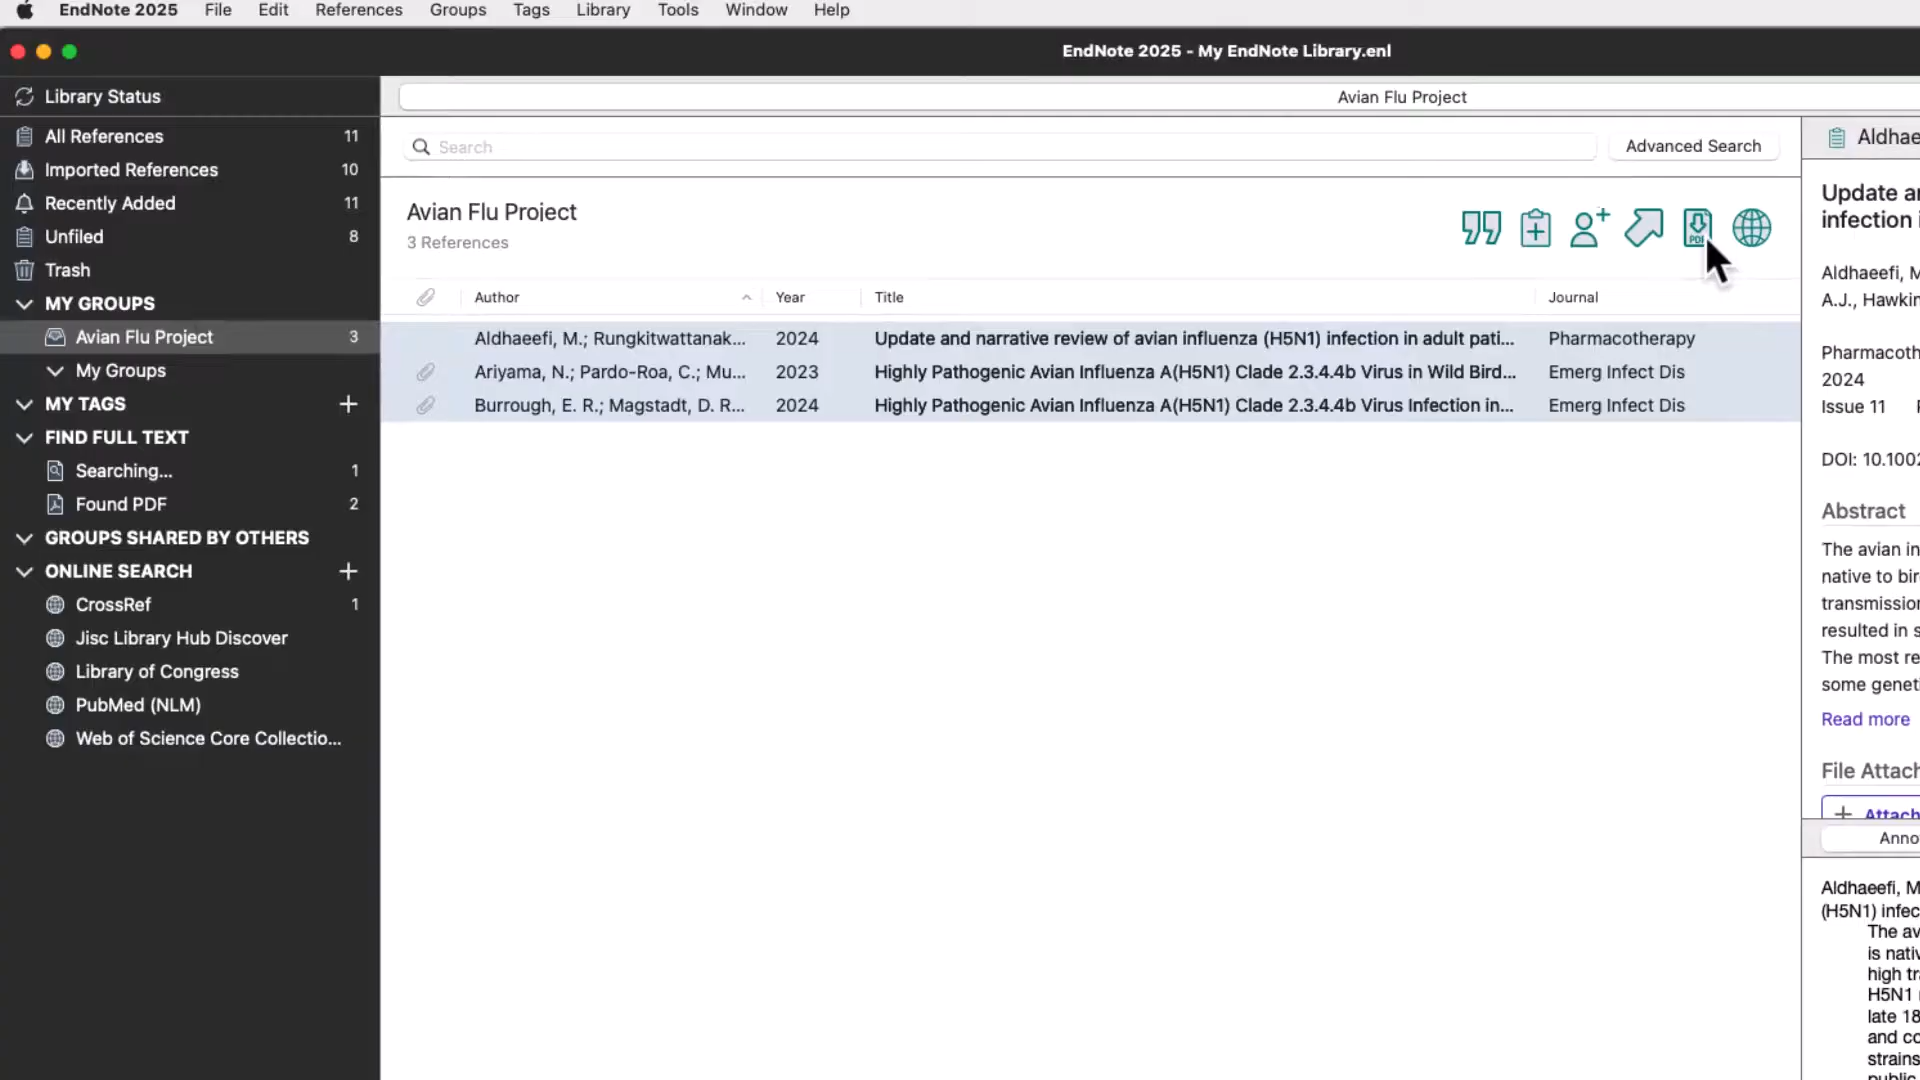 EndNote 2025 File Edit References Groups Tags Library Tools Window Help
EndNote 2025 - My EndNote Library.enl
Library Status
All References 11
Imported References 10
Recently Added 11
Unfiled 8
Trash
MY GROUPS
Avian Flu Project 3
My Groups
MY TAGS +
FIND FULL TEXT
Searching... 1
Found PDF 2
GROUPS SHARED BY OTHERS
ONLINE SEARCH +
CrossRef 1
Jisc Library Hub Discover
Library of Congress
PubMed (NLM)
Web of Science Core Collectio...
Avian Flu Project
Search
Advanced Search
Avian Flu Project
3 References
PDF
Author Year Title Journal
Aldhaeefi, M.; Rungkitwattanak... 2024 Update and narrative review of avian influenza (H5N1) infection in adult pati... Pharmacotherapy
Ariyama, N.; Pardo-Roa, C.; Mu... 2023 Highly Pathogenic Avian Influenza A(H5N1) Clade 2.3.4.4b Virus in Wild Bird... Emerg Infect Dis
Burrough, E. R.; Magstadt, D. R... 2024 Highly Pathogenic Avian Influenza A(H5N1) Clade 2.3.4.4b Virus Infection in... Emerg Infect Dis
Aldhae
Update a
infection i
Aldhaeefi, M
A.J., Hawkin
Pharmacoth
2024
Issue 11
DOI: 10.1002
Abstract
The avian in
native to bir
transmission
resulted in s
The most re
some geneti
Read more
File Attach
+ Attach
Anno
Aldhaeefi, M
(H5N1) infec
The av
is nativ
high tra
H5N1
late 18
and co
strains